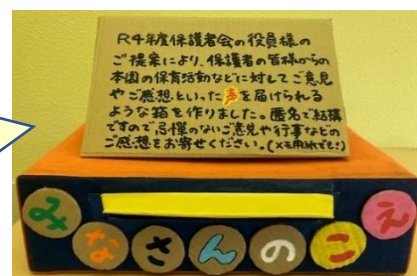 R4年度保護者会の役員様の
ご提案により、保護者の皆様からの
本園の保育活動などに対してご意見
やご感想といった声を届けられる
ような箱を作りました。匿名で結構
ですので忌憚のないご意見や行事などの
ご感想をお寄せください。(メモ用紙でも!)
みなさんのこえ